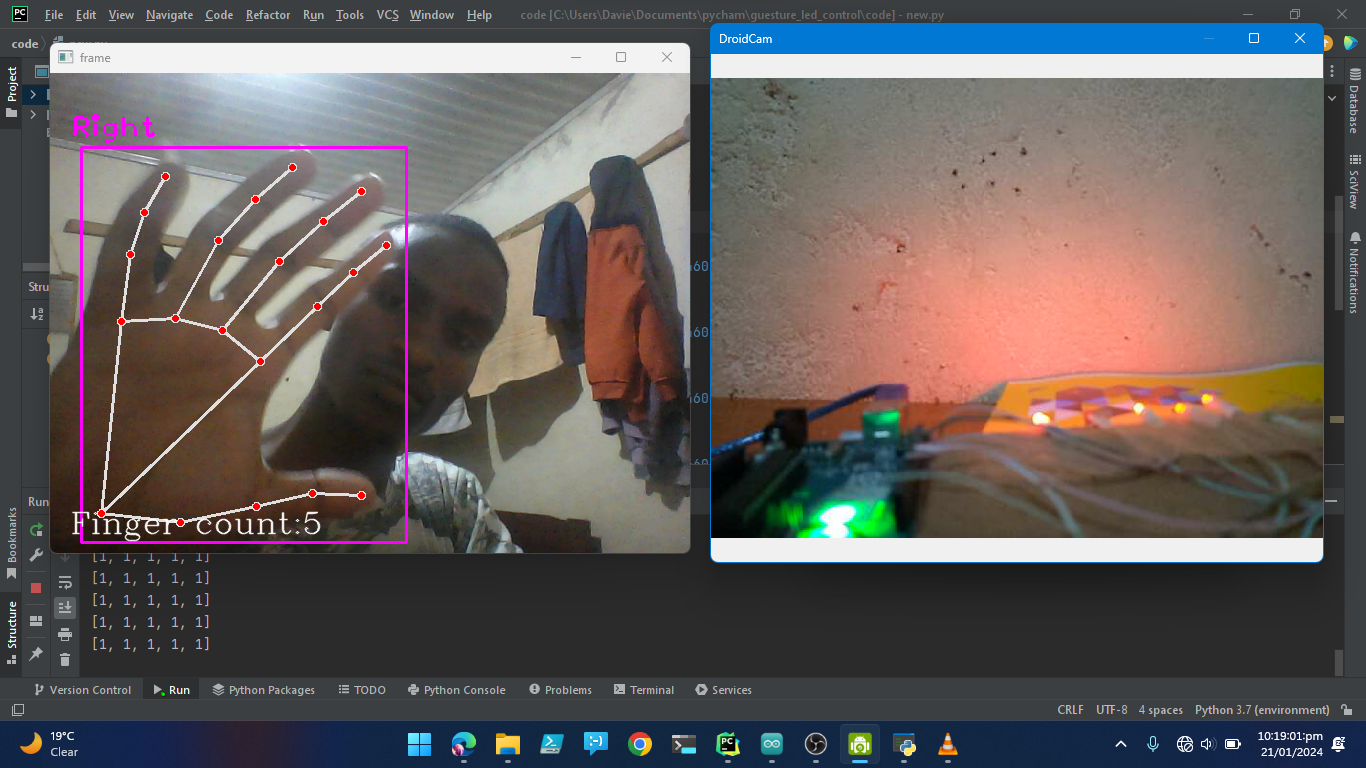 PC File Edit View Navigate Code Refactor Run Tools VCS Window Help code [C:\Users\Davie\Documents\pycham\guesture_led_control\code] - new.py
code
frame
DroidCam
Project
Right
Stru
Finger count:5
Run
[1, 1, 1, 1, 1]
[1, 1, 1, 1, 1]
[1, 1, 1, 1, 1]
[1, 1, 1, 1, 1]
[1, 1, 1, 1, 1]
Bookmarks
Structure
Database
SciView
Notifications
Version Control Run Python Packages TODO Python Console Problems Terminal Services
CRLF UTF-8 4 spaces Python 3.7 (environment)
19°C
Clear
10:19:01:pm
21/01/2024